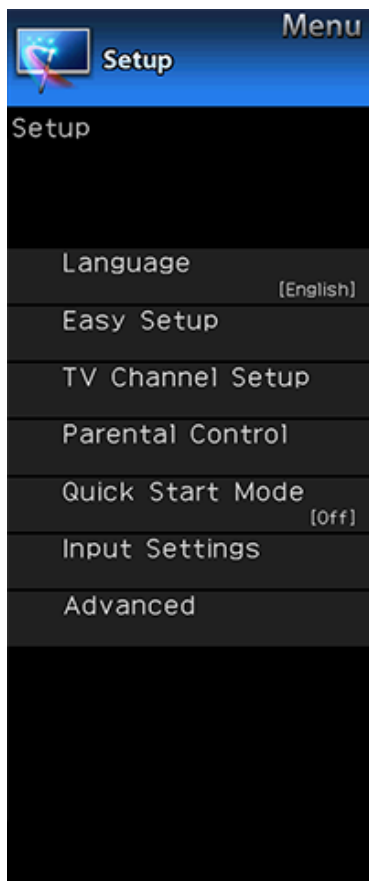 Menu
Setup
Setup
Language
[English]
Easy Setup
TV Channel Setup
Parental Control
Quick Start Mode
[Off]
Input Settings
Advanced